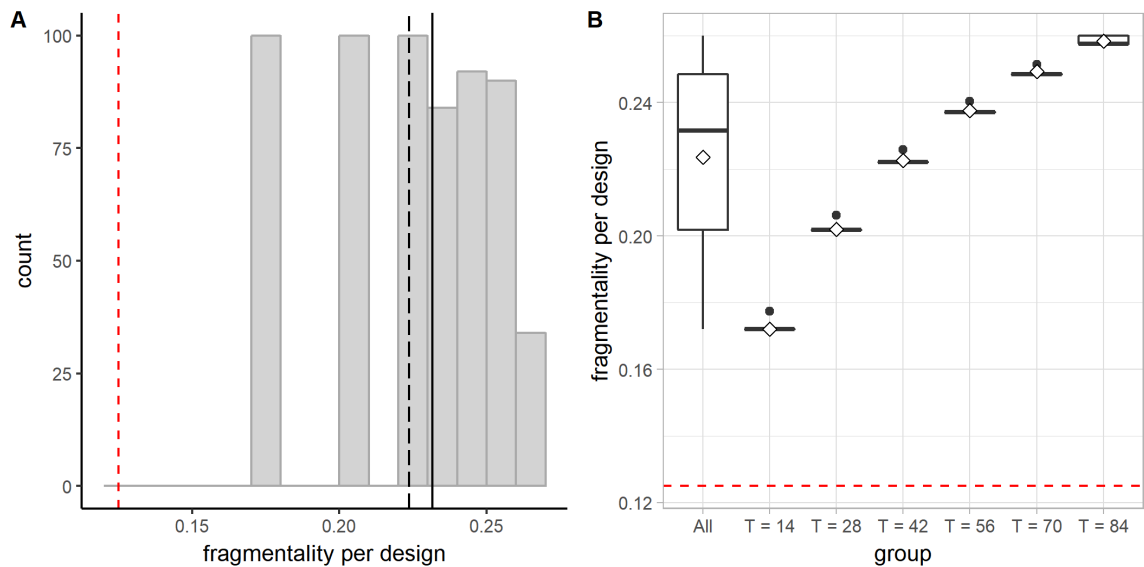 A
100
75
50
25
0
count
0.15 0.20 0.25
fragmentality per design
B
0.24
0.20
0.16
0.12
fragmentality per design
All T = 14 T = 28 T = 42 T = 56 T = 70 T = 84
group